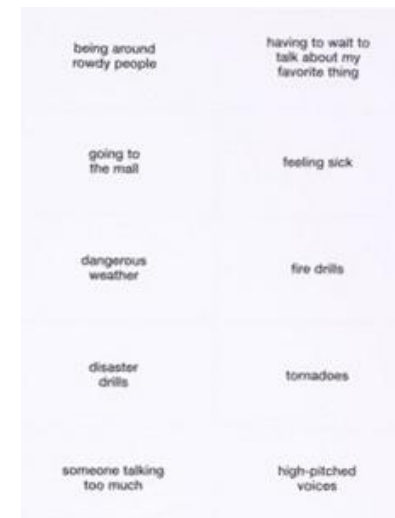 being around
rowdy people
having to wait to
talk about my
favorite thing
going to
the mall
feeling sick
dangerous
weather
fire drills
disaster
drills
tornadoes
someone talking
too much
high-pitched
voices